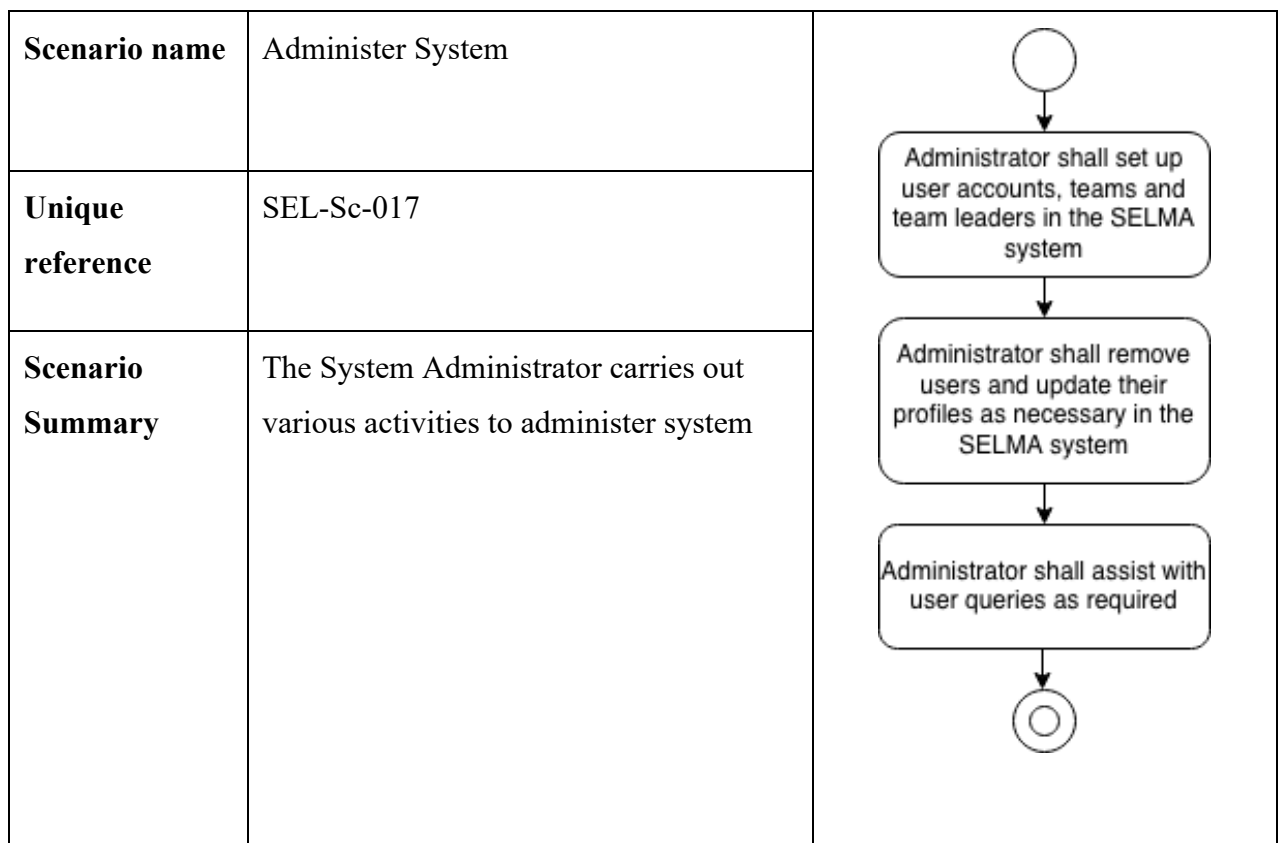 Scenario name
Administer System
Unique
reference
SEL-Sc-017
Scenario
Summary
The System Administrator carries out
various activities to administer system
Administrator shall set up
user accounts, teams and
team leaders in the SELMA
system
Administrator shall remove
users and update their
profiles as necessary in the
SELMA system
Administrator shall assist with
user queries as required